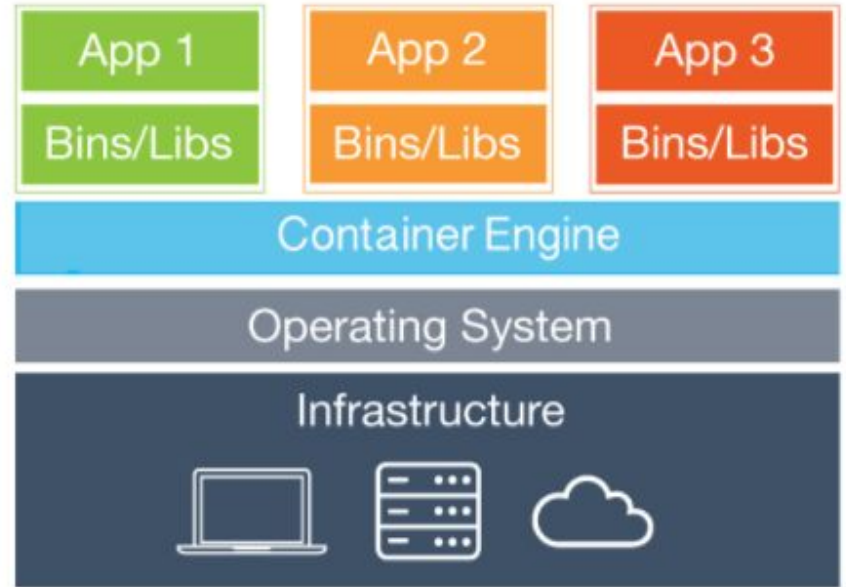 App 1
App 2
App 3
Bins/Libs
Bins/Libs
Bins/Libs
Container Engine
Operating System
Infrastructure